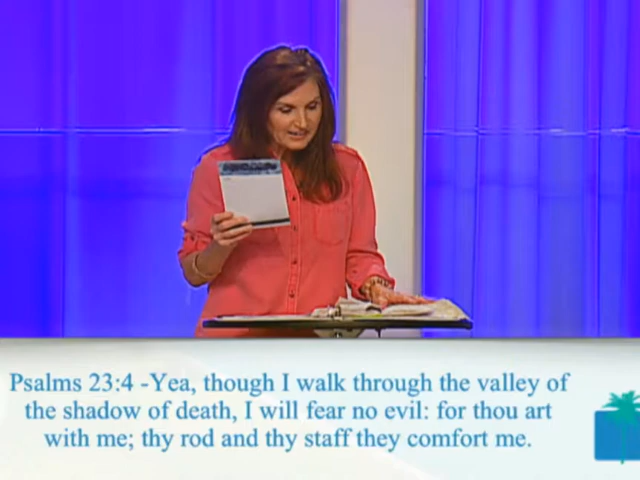 Psalms 23:4 -Yea, though I walk through the valley of
the shadow of death, I will fear no evil: for thou art
with me; thy rod and thy staff they comfort me.